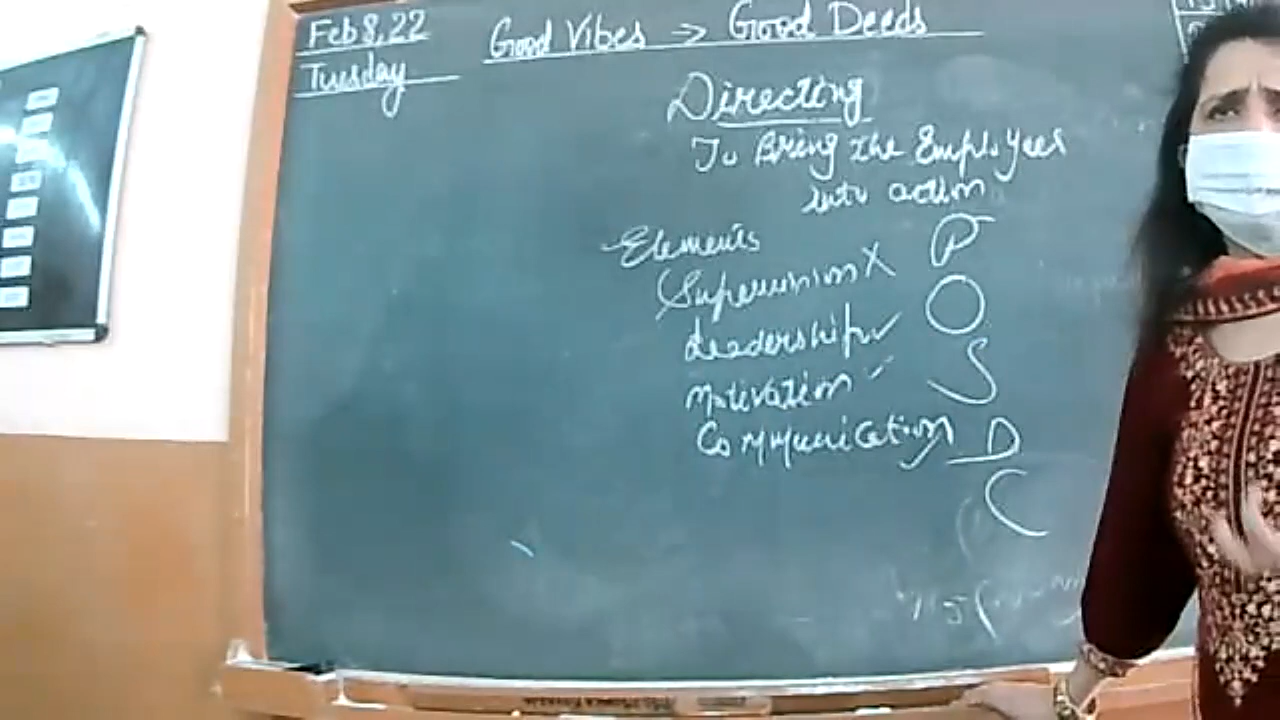 Feb 8, 22
Good Vibes → Good Deeds
Tuesday
Directing
To Bring the Employees
into action
Elements
Supervision X
Leadership ✓
Motivation ✓
Communication ✓
P
O
S
D
C